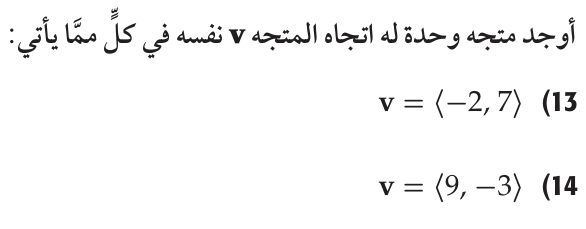 أوجد متجه وحدة له اتجاه المتجه v نفسه في كلٍّ ممَّا يأتي:
13) v = ⟨−2, 7⟩
14) v = ⟨9, −3⟩